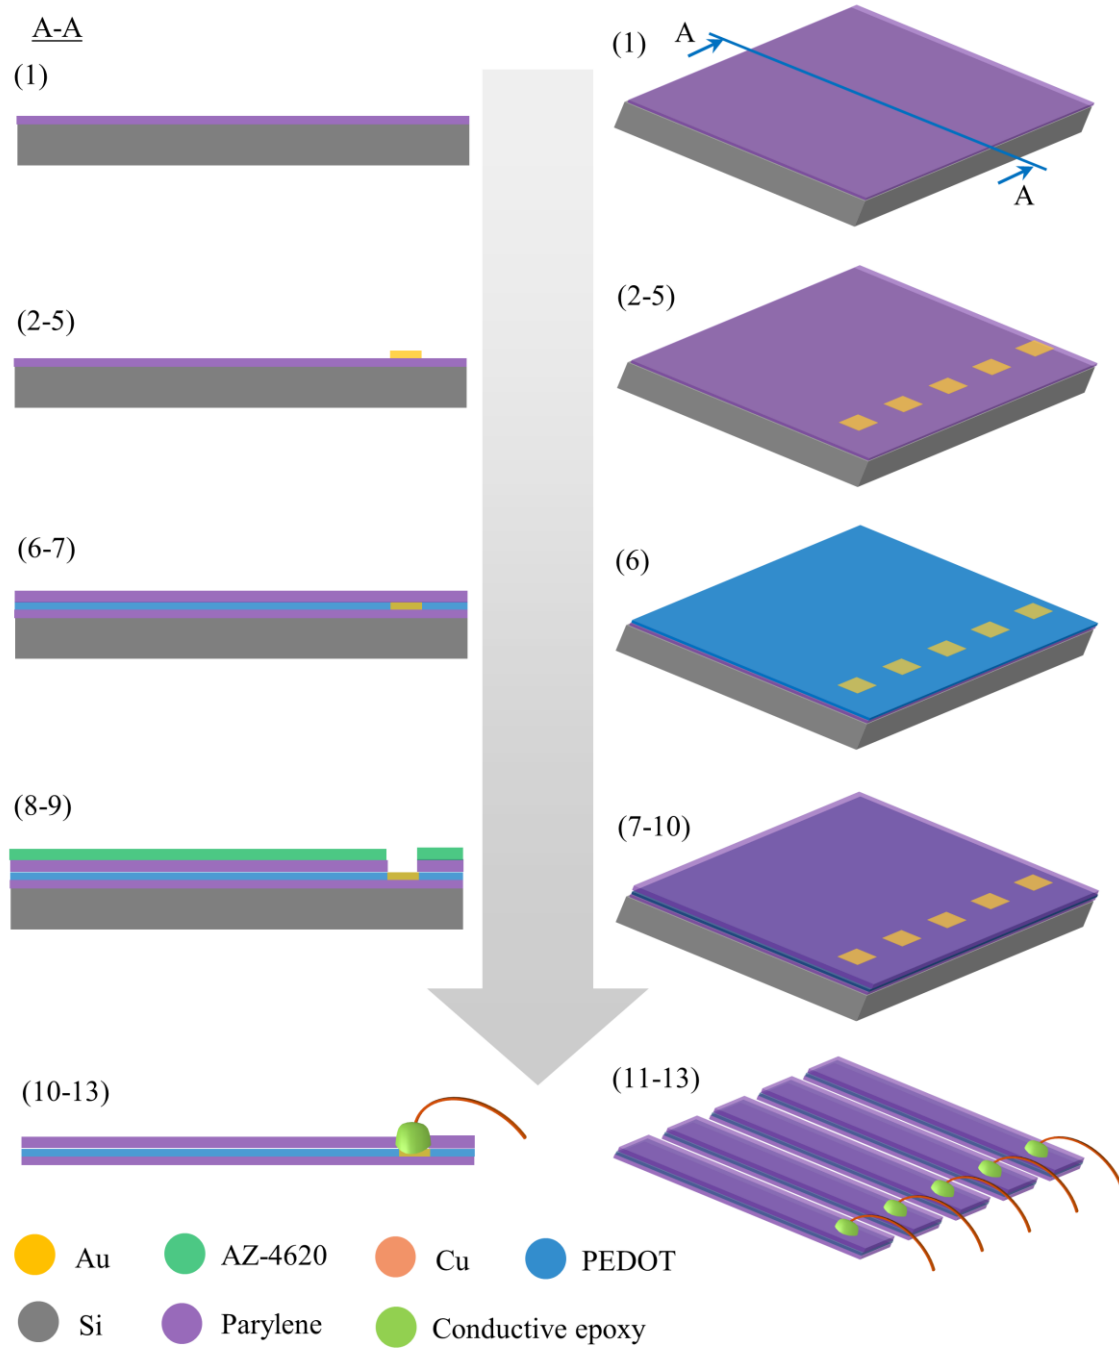 A-A
(1)
(1)
A
A
(2-5)
(2-5)
(6-7)
(6)
(8-9)
(7-10)
(10-13)
(11-13)
Au
AZ-4620
Cu
PEDOT
Si
Parylene
Conductive epoxy